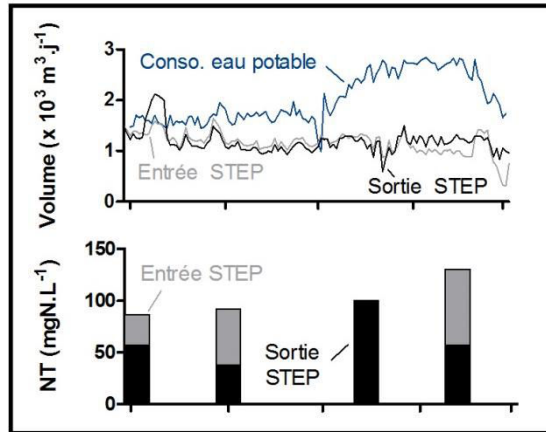 Volume (x 10³ m³.j⁻¹)
3
2
1
0
Conso. eau potable
Entrée STEP
Sortie STEP
NT (mgN.L⁻¹)
150
100
50
0
Entrée STEP
Sortie
STEP